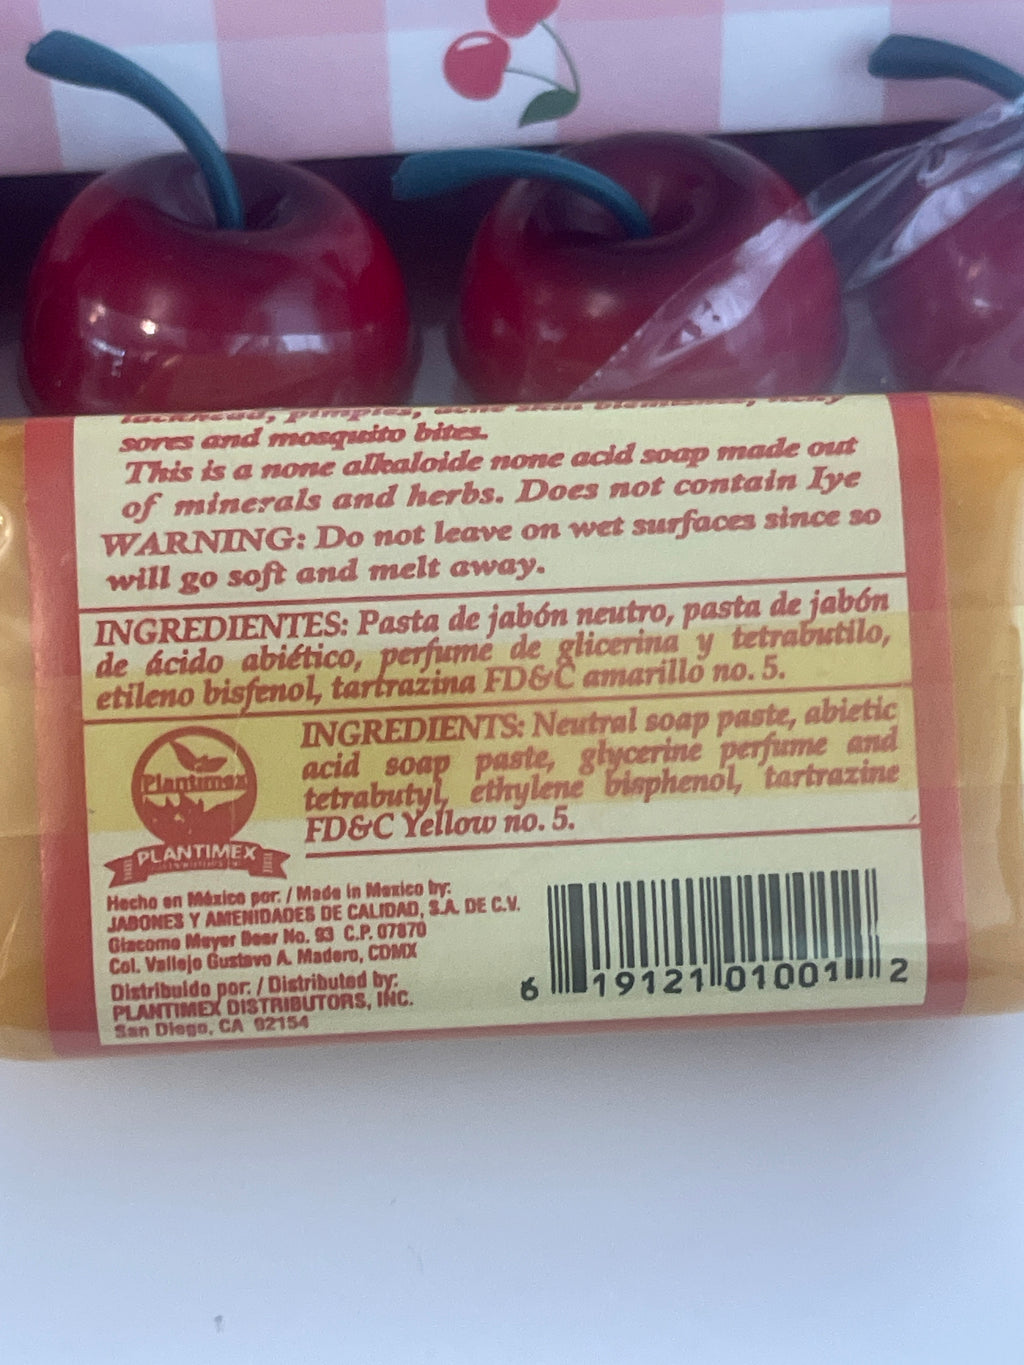 pimples,
sores and mosquito bites.
This is a none alkaloide none acid soap made out
of minerals and herbs. Does not contain Iye
WARNING: Do not leave on wet surfaces since so
will go soft and melt away.
INGREDIENTES: Pasta de jabón neutro, pasta de jabón
de ácido abiético, perfume de glicerina y tetrabutilo,
etileno bisfenol, tartrazina FD&C amarillo no. 5.
INGREDIENTS: Neutral soap paste, abietic
acid soap paste, glycerine perfume and
tetrabutyl, ethylene bisphenol, tartrazine
FD&C Yellow no. 5.
Plantimex
PLANTIMEX
Hecho en México por: / Made in Mexico by:
JABONES Y AMENIDADES DE CALIDAD, S.A. DE C.V.
Giacomo Meyer Beer No. 93 C.P. 07870
Col. Vallejo Gustavo A. Madero, CDMX
Distribuido por: / Distributed by:
PLANTIMEX DISTRIBUTORS, INC.
San Diego, CA 92154
6 19121 01001 2